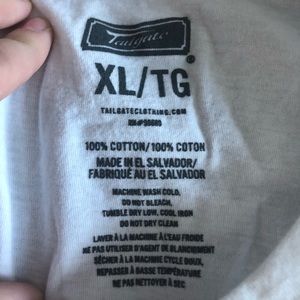 Tailgate
®
XL/TG
TAILGATECLOTHING.COM
100% COTTON/100% COTON
MADE IN EL SALVADOR/
FABRIQUÉ AU EL SALVADOR
MACHINE WASH COLD,
DO NOT BLEACH,
TUMBLE DRY LOW, COOL IRON
DO NOT DRY CLEAN
LAVER À LA MACHINE À L'EAU FROIDE
NE PAS UTILISER D'AGENT DE BLANCHIMENT
SÉCHER À LA MACHINE CYCLE DOUX,
REPASSER À BASSE TEMPÉRATURE
NE PAS NETTOYER À SEC